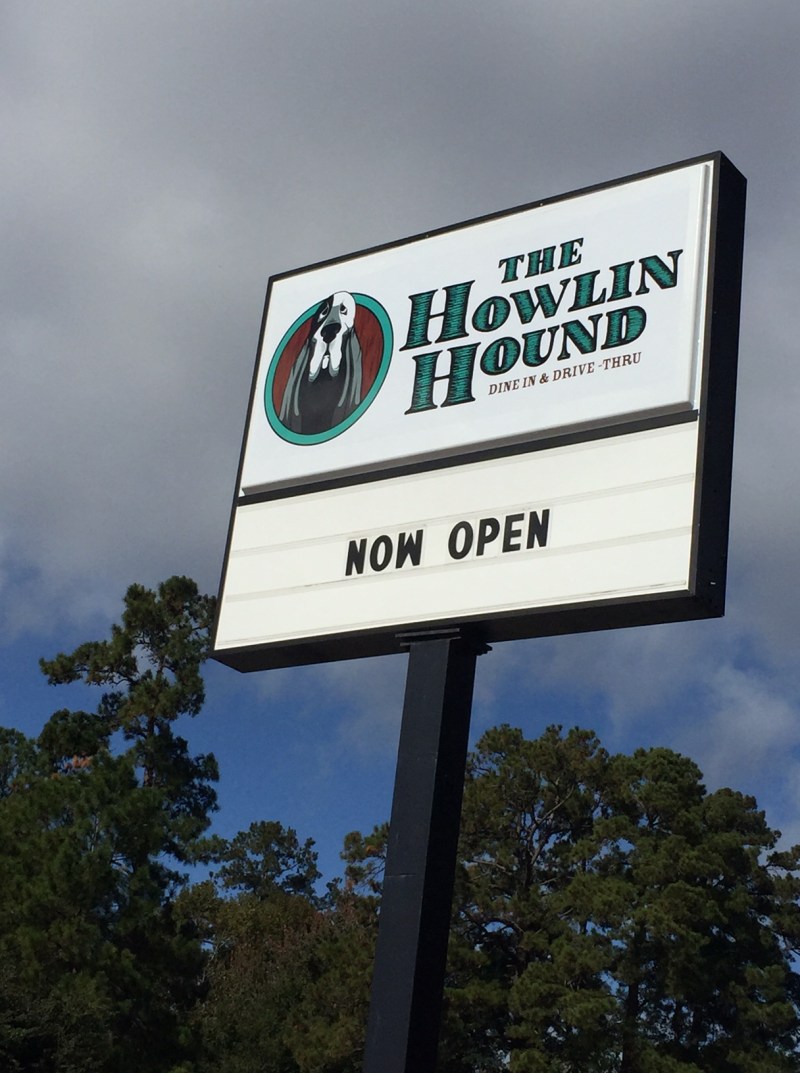 THE
HOWLIN
HOUND
DINE IN & DRIVE-THRU
NOW OPEN